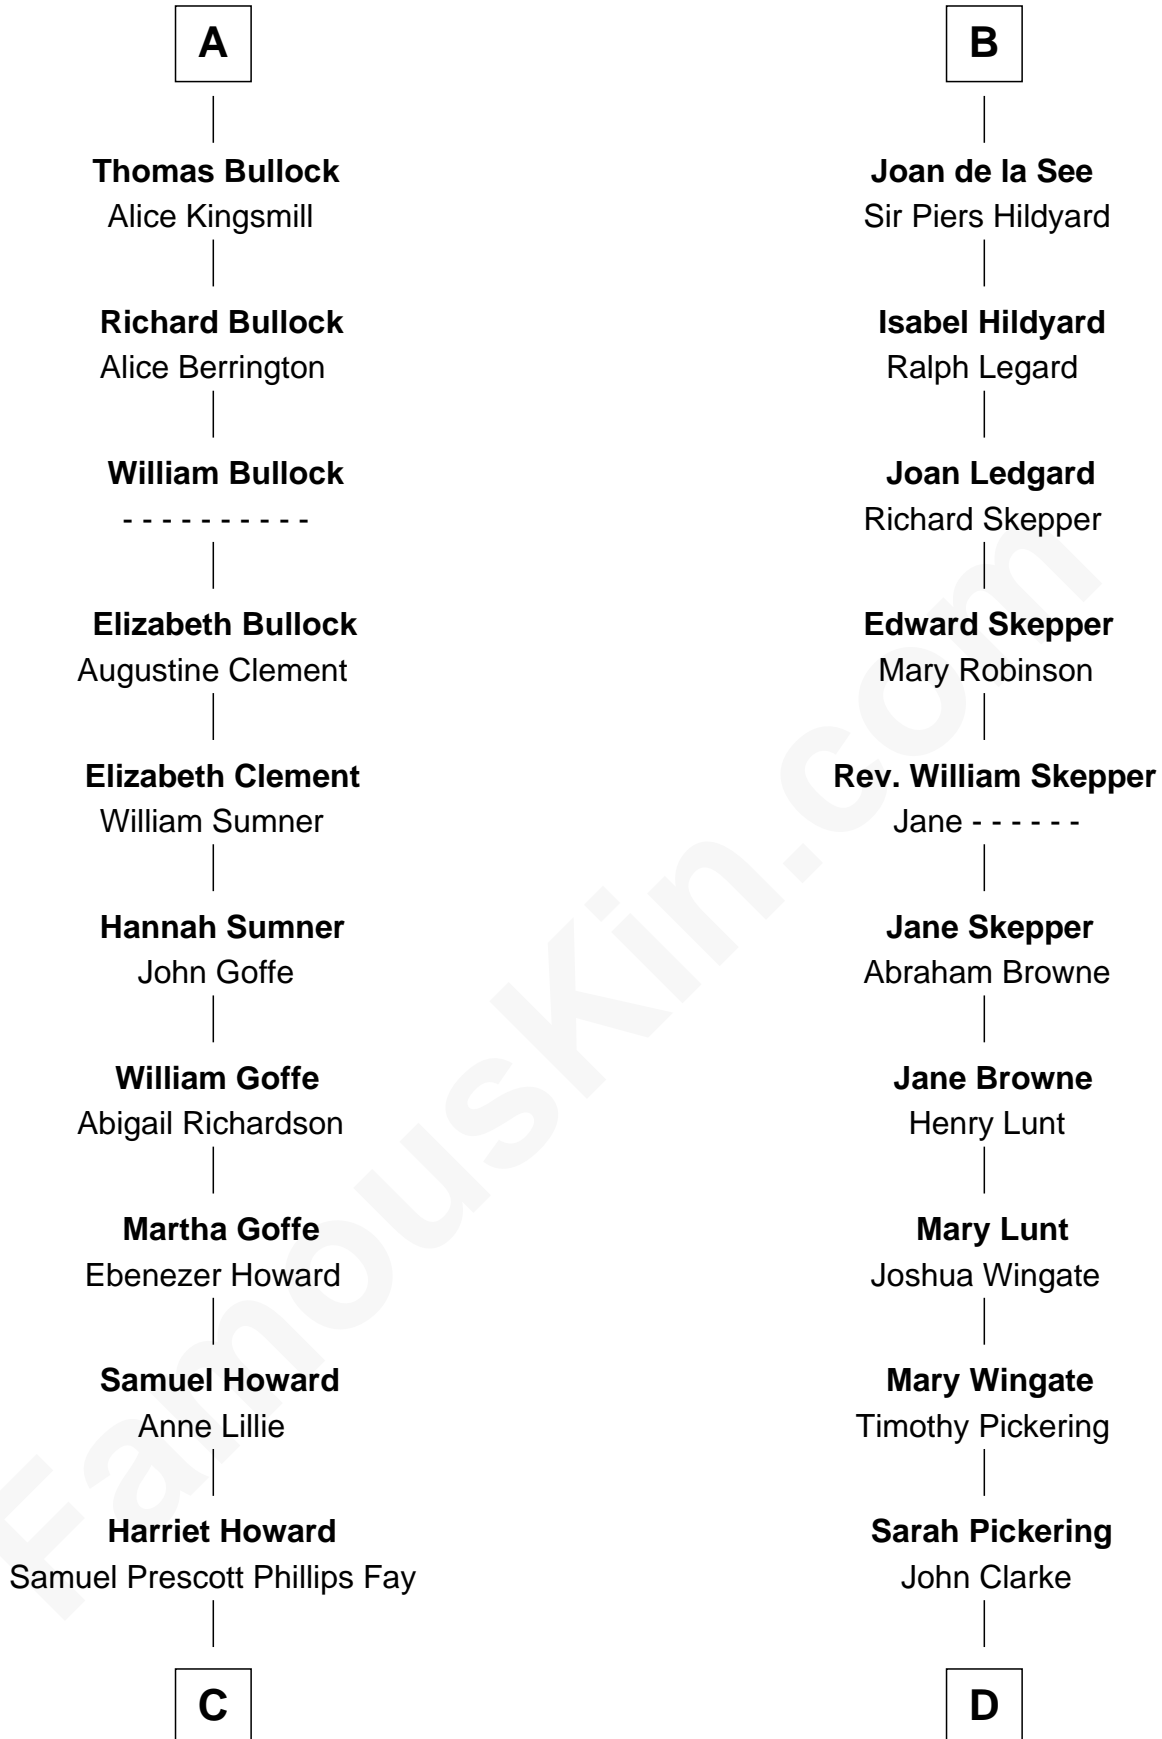 A
Thomas Bullock
Alice Kingsmill
Richard Bullock
Alice Berrington
William Bullock
- - - - - - - - - -
Elizabeth Bullock
Augustine Clement
Elizabeth Clement
William Sumner
Hannah Sumner
John Goffe
William Goffe
Abigail Richardson
Martha Goffe
Ebenezer Howard
Samuel Howard
Anne Lillie
Harriet Howard
Samuel Prescott Phillips Fay
C
B
Joan de la See
Sir Piers Hildyard
Isabel Hildyard
Ralph Legard
Joan Ledgard
Richard Skepper
Edward Skepper
Mary Robinson
Rev. William Skepper
Jane - - - - - -
Jane Skepper
Abraham Browne
Jane Browne
Henry Lunt
Mary Lunt
Joshua Wingate
Mary Wingate
Timothy Pickering
Sarah Pickering
John Clarke
D
FamousKin.com